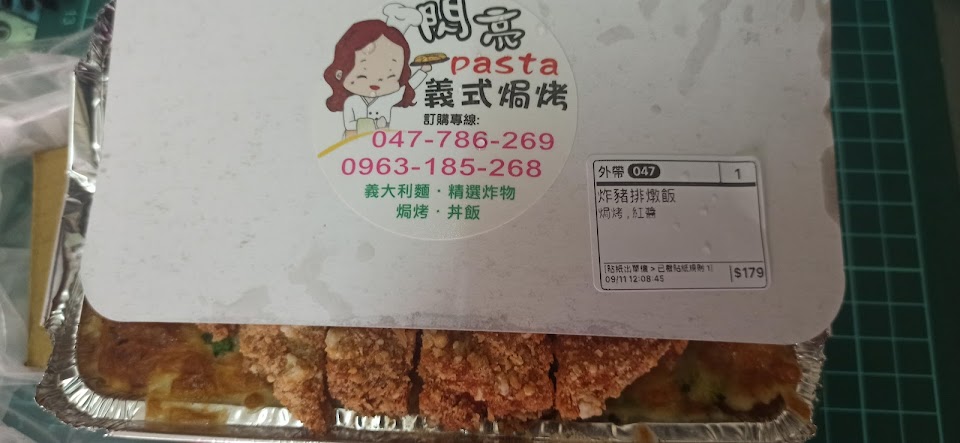 閃亮
pasta
義式焗烤
訂購專線:
047-786-269
0963-185-268
義大利麵・精選炸物
焗烤・丼飯
外帶 047 1
炸豬排燉飯
焗烤,紅醬
09/11 12:08:45
$179